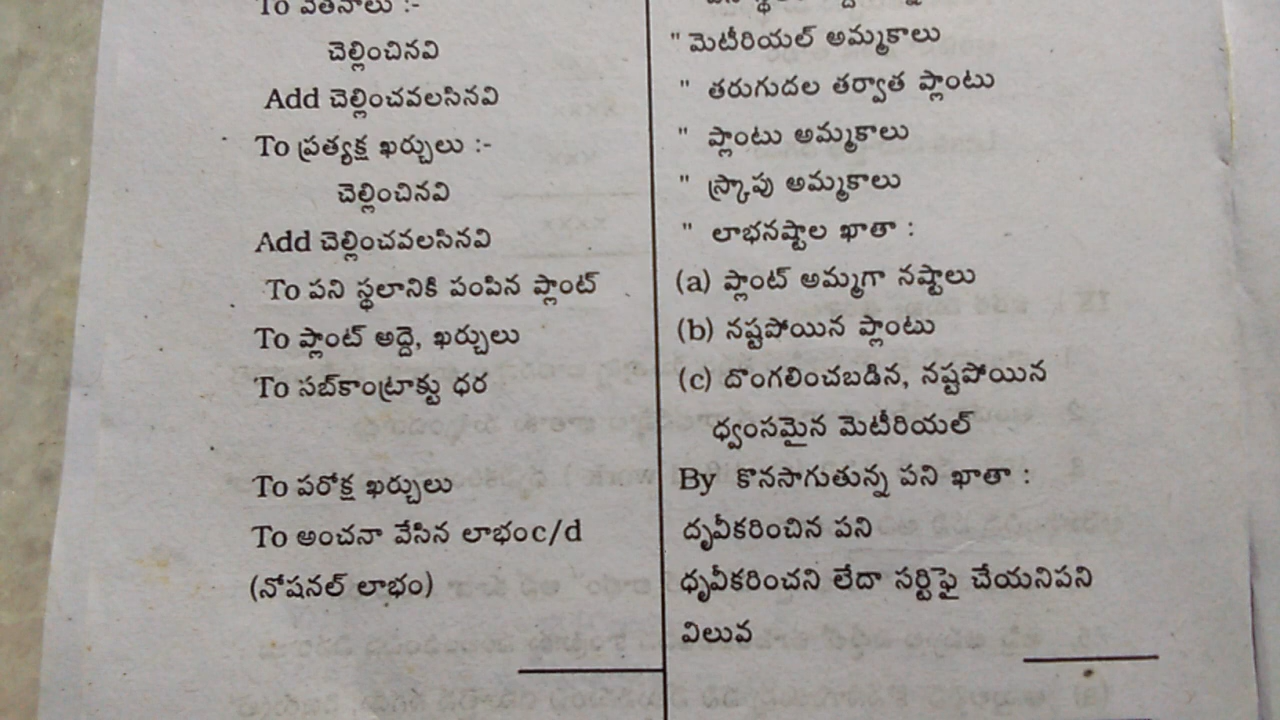 To వేతనాలు :-
చెల్లించినవి
Add చెల్లించవలసినవి
To ప్రత్యక్ష ఖర్చులు :-
చెల్లించినవి
Add చెల్లించవలసినవి
To పని స్థలానికి పంపిన ప్లాంట్
To ప్లాంట్ అద్దె, ఖర్చులు
To సబ్‌కాంట్రాక్టు ధర
To పరోక్ష ఖర్చులు
To అంచనా వేసిన లాభంc/d
(నోషనల్ లాభం)
" మెటీరియల్ అమ్మకాలు
" తరుగుదల తర్వాత ప్లాంటు
" ప్లాంటు అమ్మకాలు
" స్క్రాపు అమ్మకాలు
" లాభనష్టాల ఖాతా :
(a) ప్లాంట్ అమ్మగా నష్టాలు
(b) నష్టపోయిన ప్లాంటు
(c) దొంగలించబడిన, నష్టపోయిన
ధ్వంసమైన మెటీరియల్
By కొనసాగుతున్న పని ఖాతా :
దృవీకరించిన పని
ధృవీకరించని లేదా సర్టిఫై చేయనిపని
విలువ